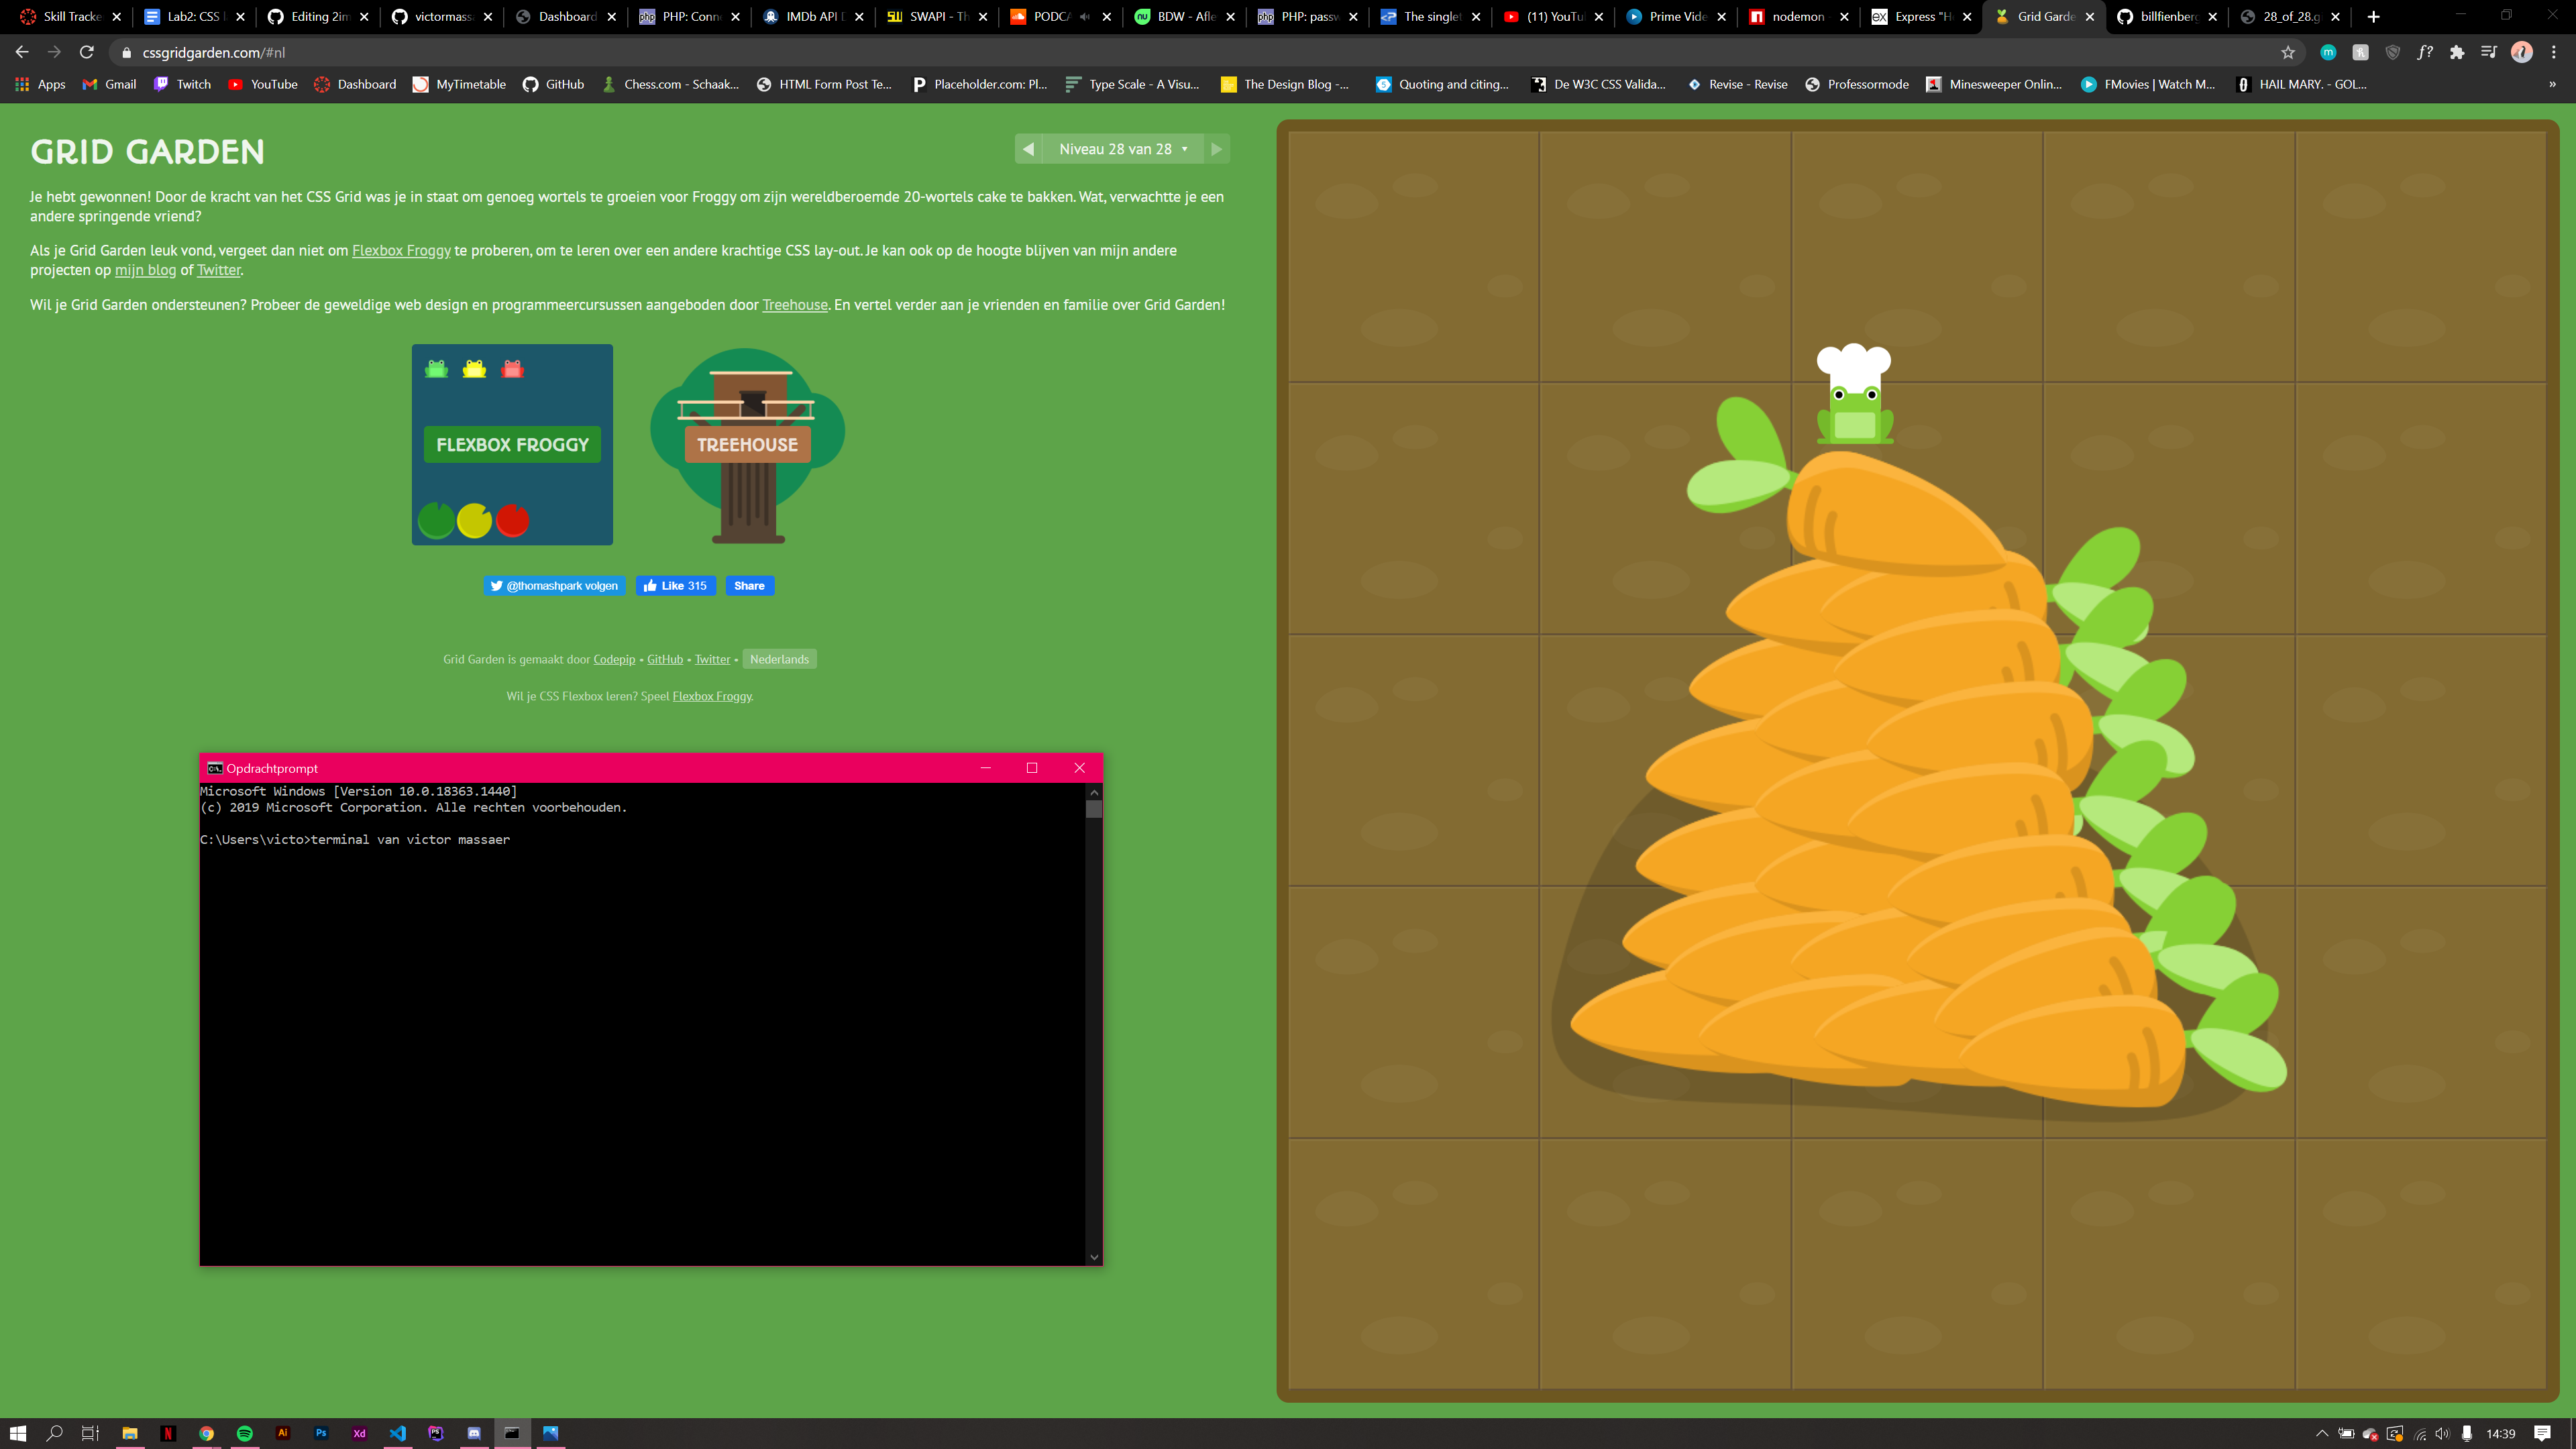 Skill Tracke
Lab2: CSS l
Editing 2im
victormass
Dashboard
PHP: Conne
IMDb API D
SWAPI - Th
PODCA
BDW - Afle
PHP: passw
The singlet
(11) YouTu
Prime Vide
nodemon
Express "He
Grid Garde
billfienberg
28_of_28.g
cssgridgarden.com/#nl
Apps
Gmail
Twitch
YouTube
Dashboard
MyTimetable
GitHub
Chess.com - Schaak...
HTML Form Post Te...
Placeholder.com: Pl...
Type Scale - A Visu...
The Design Blog -...
Quoting and citing...
De W3C CSS Valida...
Revise - Revise
Professormode
Minesweeper Onlin...
FMovies | Watch M...
HAIL MARY. - GOL...
»
GRID GARDEN
Niveau 28 van 28
Je hebt gewonnen! Door de kracht van het CSS Grid was je in staat om genoeg wortels te groeien voor Froggy om zijn wereldberoemde 20-wortels cake te bakken. Wat, verwachtte je een
andere springende vriend?
Als je Grid Garden leuk vond, vergeet dan niet om Flexbox Froggy te proberen, om te leren over een andere krachtige CSS lay-out. Je kan ook op de hoogte blijven van mijn andere
projecten op mijn blog of Twitter.
Wil je Grid Garden ondersteunen? Probeer de geweldige web design en programmeercursussen aangeboden door Treehouse. En vertel verder aan je vrienden en familie over Grid Garden!
FLEXBOX FROGGY
TREEHOUSE
@thomashpark volgen
Like 315
Share
Grid Garden is gemaakt door Codepip • GitHub • Twitter • Nederlands
Wil je CSS Flexbox leren? Speel Flexbox Froggy.
Opdrachtprompt
Microsoft Windows [Version 10.0.18363.1440]
(c) 2019 Microsoft Corporation. Alle rechten voorbehouden.
C:\Users\victo>terminal van victor massaer
14:39